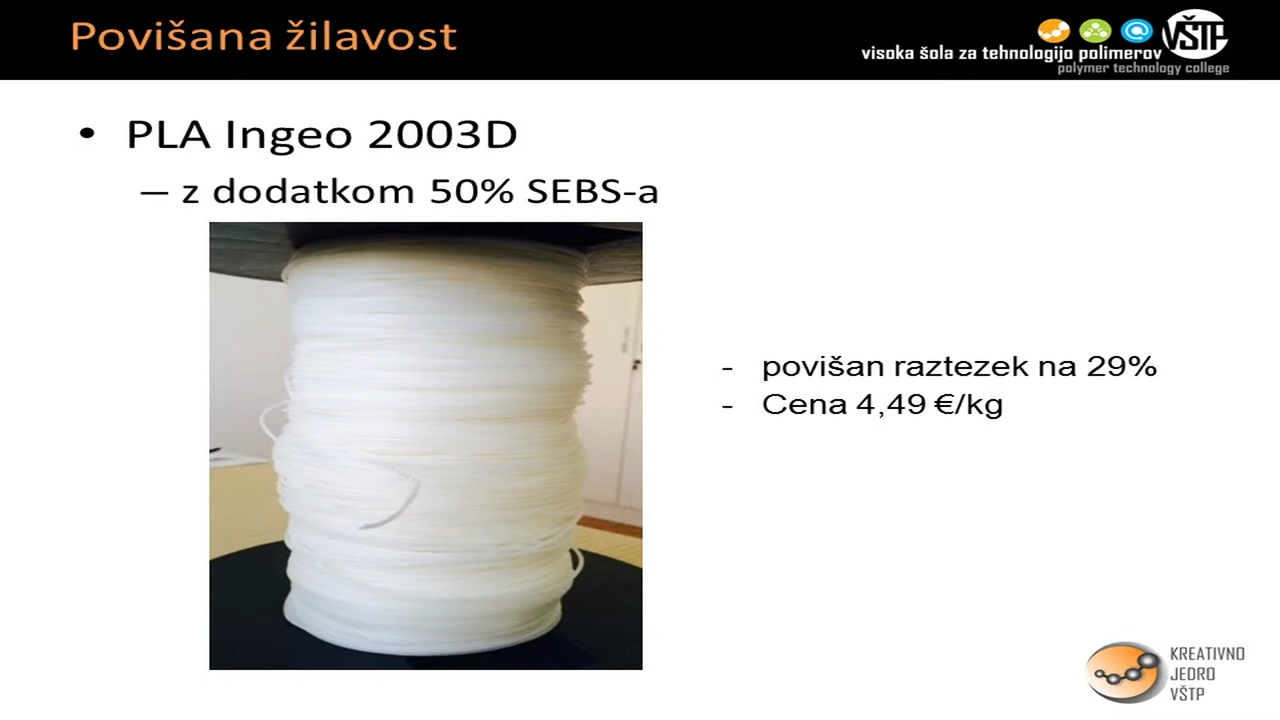 Povišana žilavost
VŠTP
visoka šola za tehnologijo polimerov
polymer technology college
• PLA Ingeo 2003D
– z dodatkom 50% SEBS-a
- povišan raztezek na 29%
- Cena 4,49 €/kg
KREATIVNO
JEDRO
VŠTP